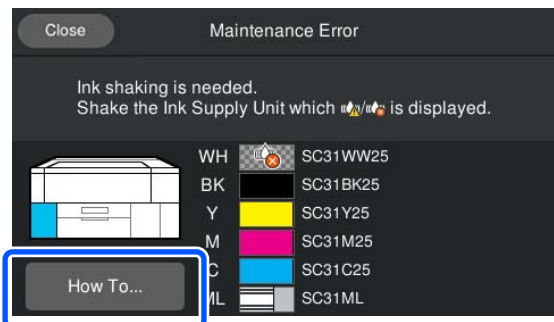 Close
Maintenance Error
Ink shaking is needed.
Shake the Ink Supply Unit which / is displayed.
WH SC31WW25
BK SC31BK25
Y SC31Y25
M SC31M25
C SC31C25
ML SC31ML
How To...